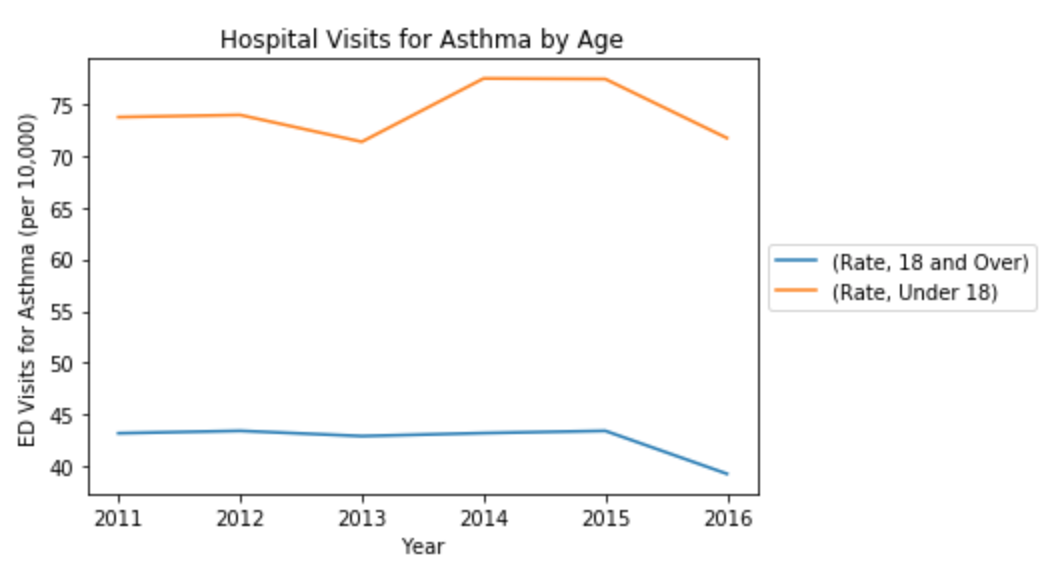 Hospital Visits for Asthma by Age
ED Visits for Asthma (per 10,000)
75
70
65
60
55
50
45
40
2011 2012 2013 2014 2015 2016
Year
(Rate, 18 and Over)
(Rate, Under 18)